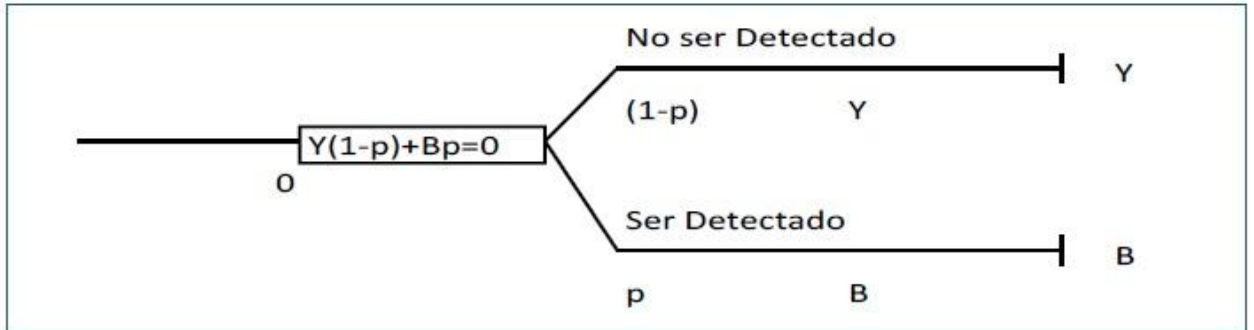 No ser Detectado
(1-p) Y Y
Y(1-p)+Bp=0
0
Ser Detectado
p B B